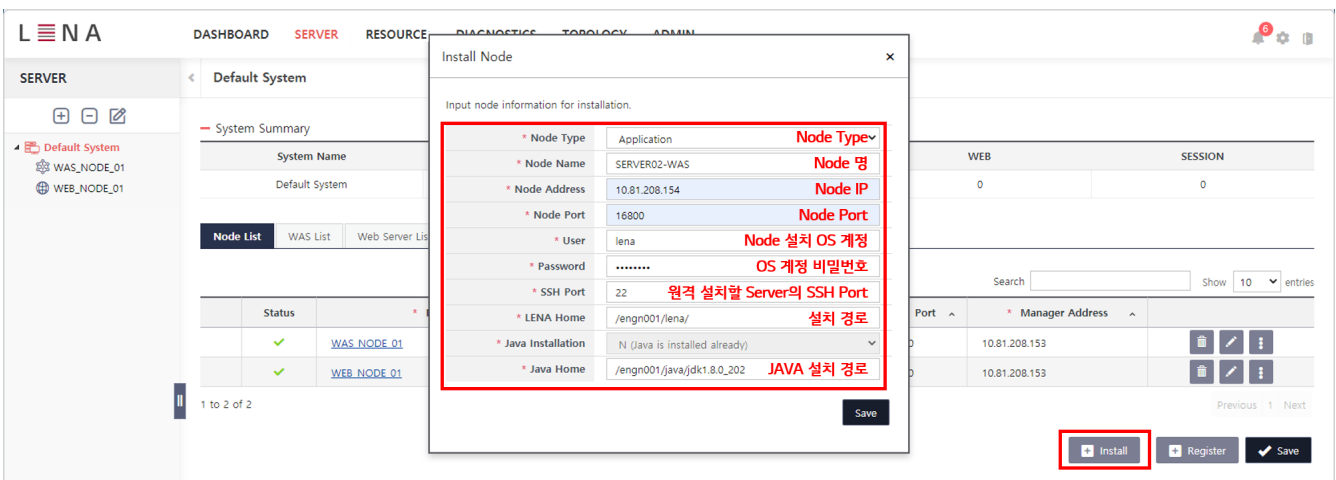 LENA
DASHBOARD SERVER RESOURCE DIAGNOSTICS TOPOLOGY ADMIN 6
SERVER
Default System
Default System
WAS_NODE_01
WEB_NODE_01
System Summary
System Name WEB SESSION
Default System 0 0
Node List WAS List Web Server Lis
Search Show 10 entries
Status * Port * Manager Address
WAS_NODE_01 10.81.208.153
WEB_NODE_01 10.81.208.153
1 to 2 of 2 Previous 1 Next
Install Register Save
Install Node ×
Input node information for installation.
* Node Type Application Node Type
* Node Name SERVER02-WAS Node 명
* Node Address 10.81.208.154 Node IP
* Node Port 16800 Node Port
* User lena Node 설치 OS 계정
* Password •••••••• OS 계정 비밀번호
* SSH Port 22 원격 설치할 Server의 SSH Port
* LENA Home /engn001/lena/ 설치 경로
* Java Installation N (Java is installed already)
* Java Home /engn001/java/jdk1.8.0_202 JAVA 설치 경로
Save